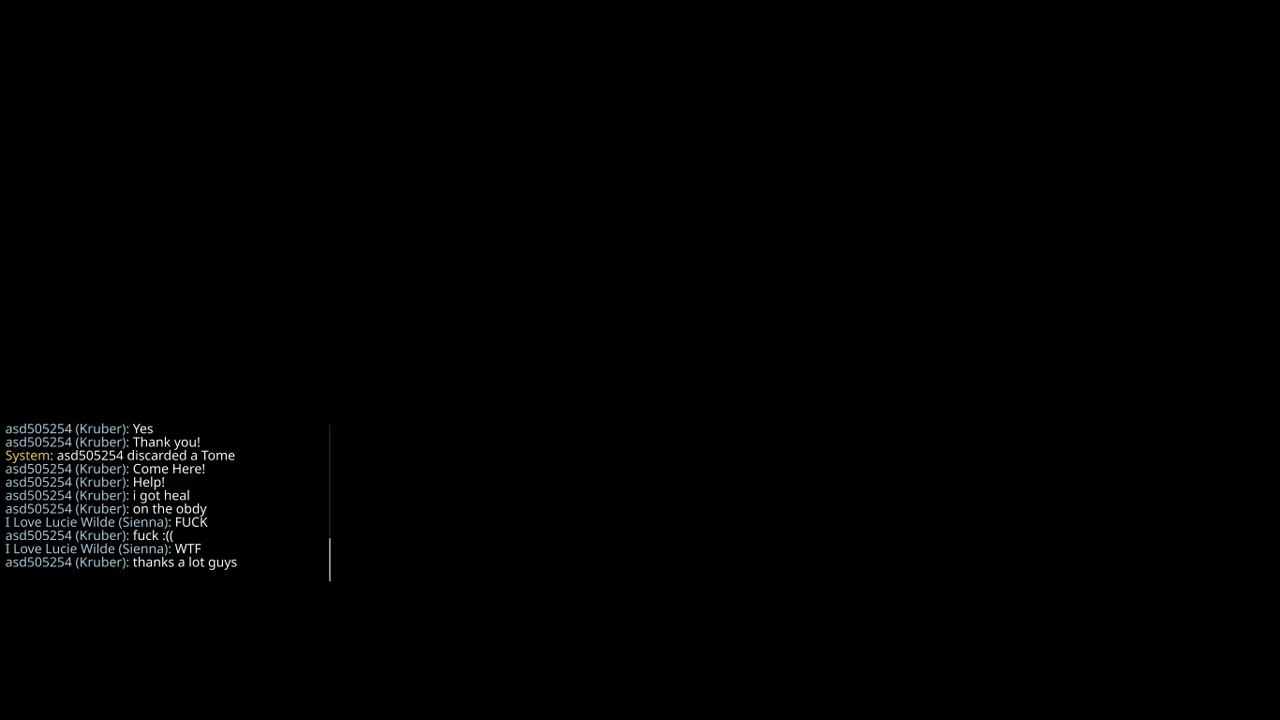 asd505254 (Kruber): Yes
asd505254 (Kruber): Thank you!
System: asd505254 discarded a Tome
asd505254 (Kruber): Come Here!
asd505254 (Kruber): Help!
asd505254 (Kruber): i got heal
asd505254 (Kruber): on the obdy
I Love Lucie Wilde (Sienna): FUCK
asd505254 (Kruber): fuck :((
I Love Lucie Wilde (Sienna): WTF
asd505254 (Kruber): thanks a lot guys